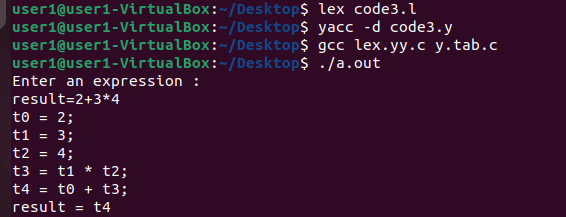 user1@user1-VirtualBox:~/Desktop$ lex code3.l
user1@user1-VirtualBox:~/Desktop$ yacc -d code3.y
user1@user1-VirtualBox:~/Desktop$ gcc lex.yy.c y.tab.c
user1@user1-VirtualBox:~/Desktop$ ./a.out
Enter an expression :
result=2+3*4
t0 = 2;
t1 = 3;
t2 = 4;
t3 = t1 * t2;
t4 = t0 + t3;
result = t4